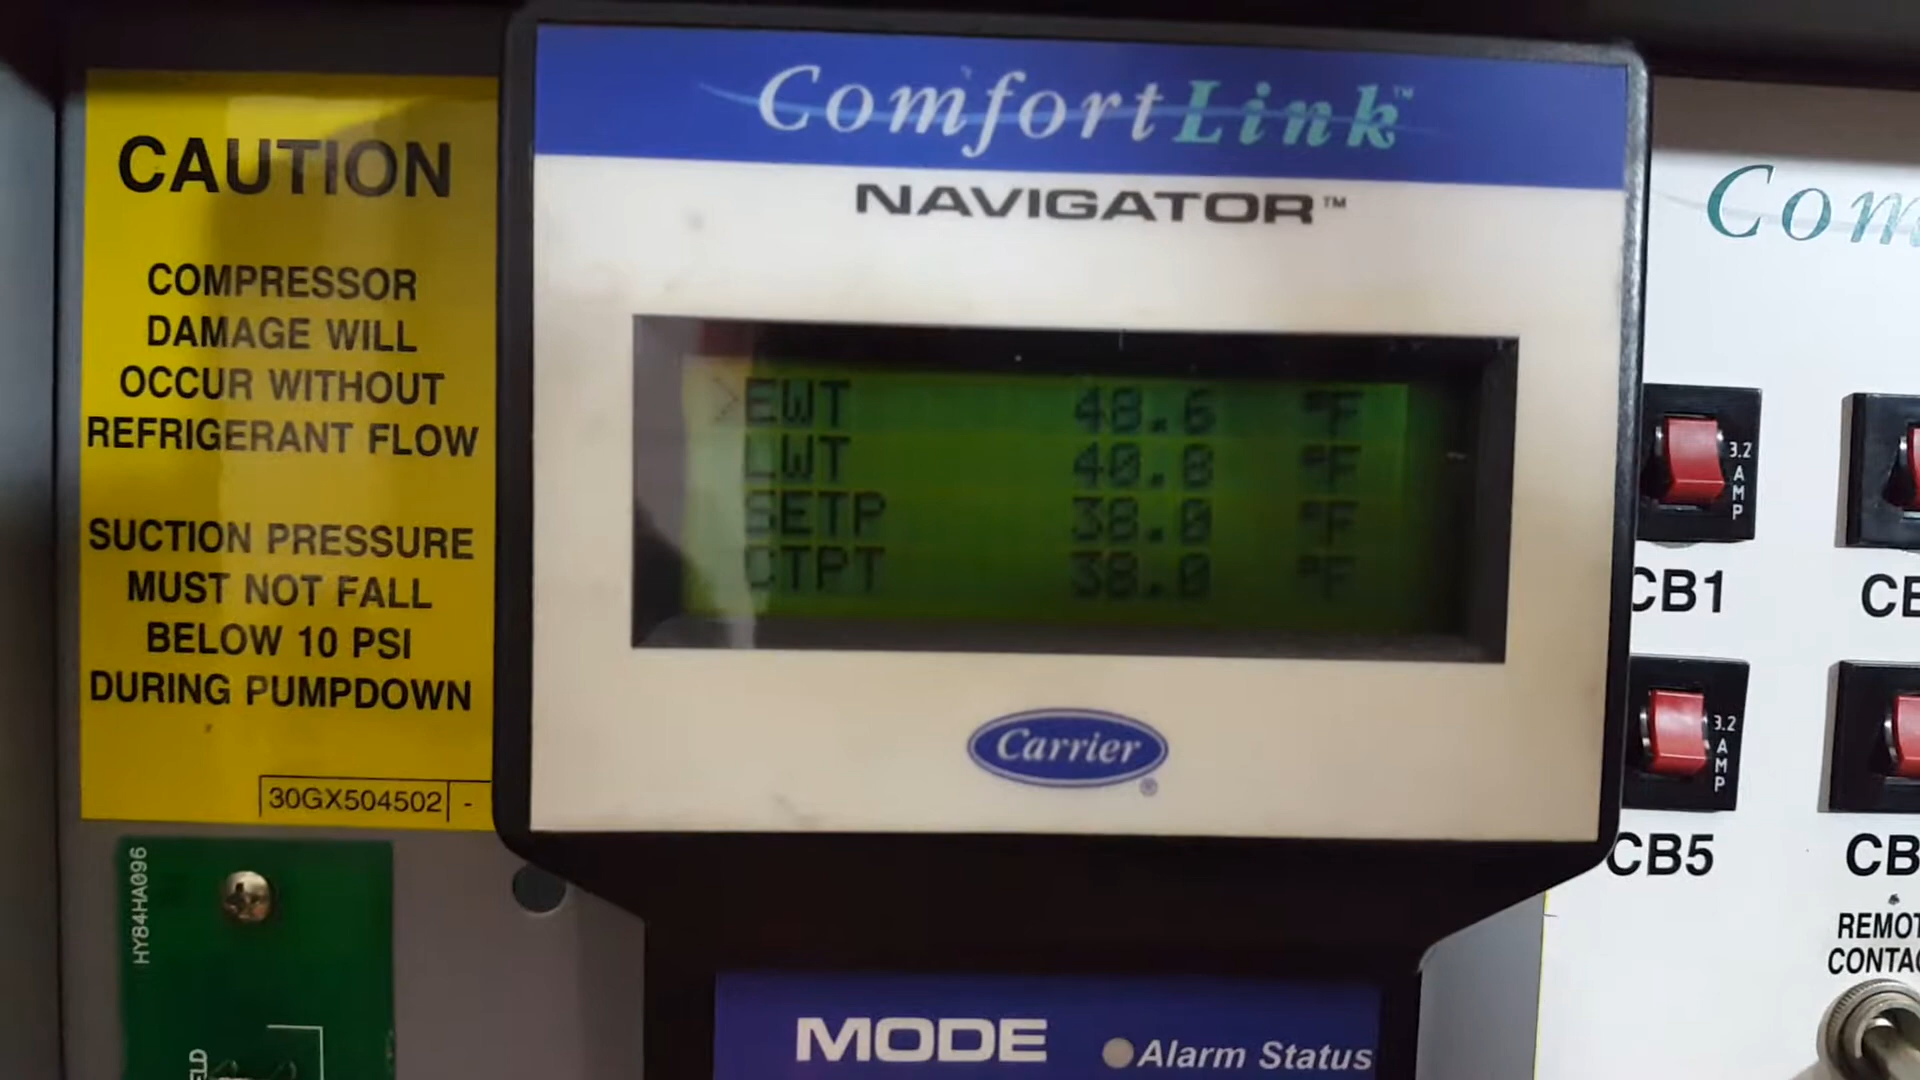 CAUTION
COMPRESSOR
DAMAGE WILL
OCCUR WITHOUT
REFRIGERANT FLOW
SUCTION PRESSURE
MUST NOT FALL
BELOW 10 PSI
DURING PUMPDOWN
30GX504502 -
HY84HA096
ComfortLink™
NAVIGATOR™
>EWT 48.6 °F
LWT 40.0 °F
SETP 38.0 °F
CTPT 38.0 °F
Carrier®
MODE
Alarm Status
Com
3.2 AMP
CB1
CB
3.2 AMP
CB5
CB
REMOT
CONTAC